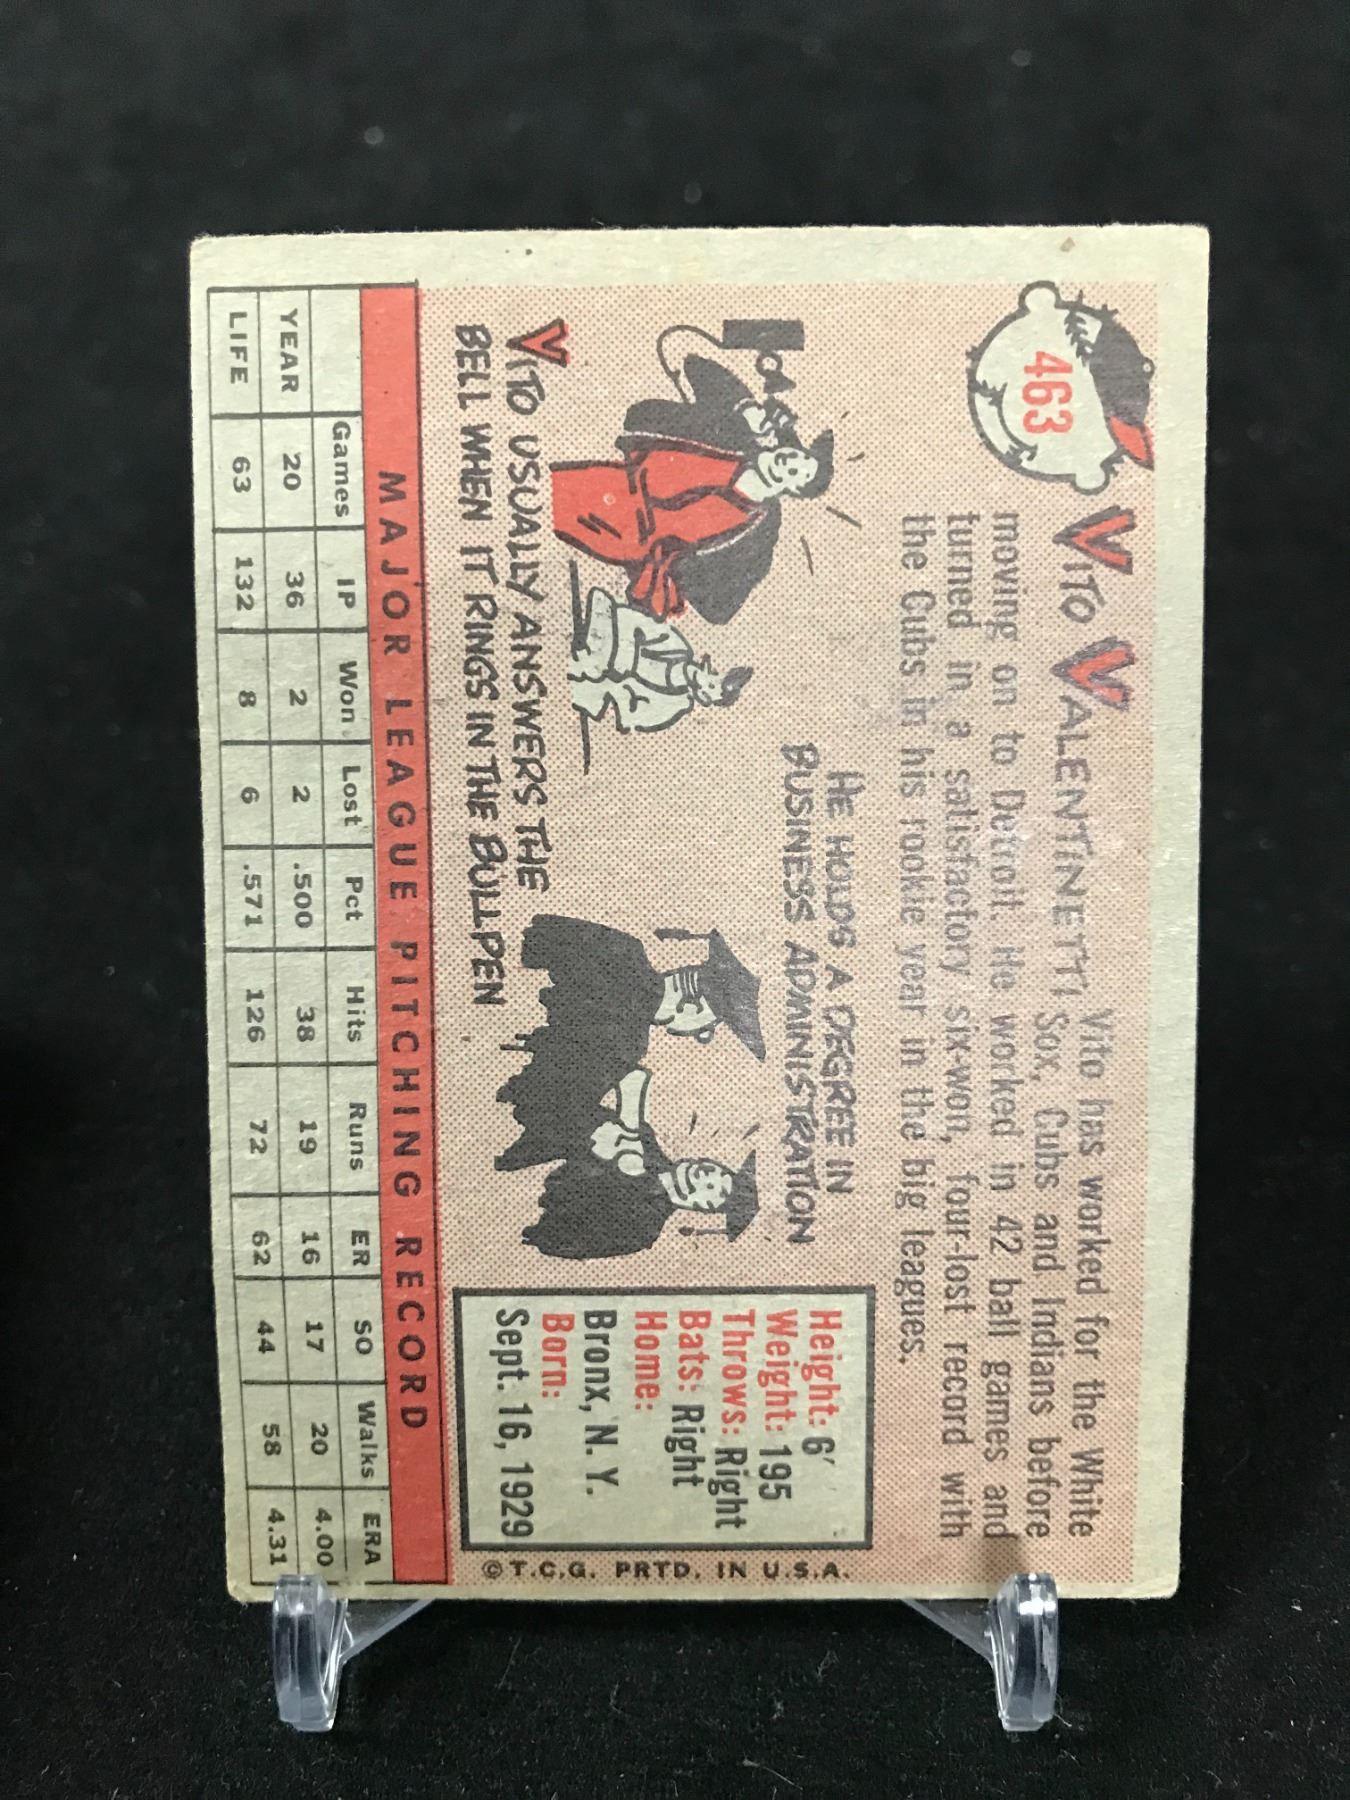 463
VITO VALENTINETTI Vito has worked for the White
Sox, Cubs and Indians before
moving on to Detroit. He worked in 42 ball games and
turned in a satisfactory six-won, four-lost record with
the Cubs in his rookie year in the big leagues.
HE HOLDS A DEGREE IN
BUSINESS ADMINISTRATION
VITO USUALLY ANSWERS THE
BELL WHEN IT RINGS IN THE BULLPEN
Height: 6'
Weight: 195
Throws: Right
Bats: Right
Home:
Bronx, N. Y.
Born:
Sept. 16, 1929
© T.C.G. PRTD. IN U.S.A.
MAJOR LEAGUE PITCHING RECORD
Games IP Won Lost Pct Hits Runs ER SO Walks ERA
YEAR 20 36 2 2 .500 38 19 16 17 20 4.00
LIFE 63 132 8 6 .571 126 72 62 44 58 4.31